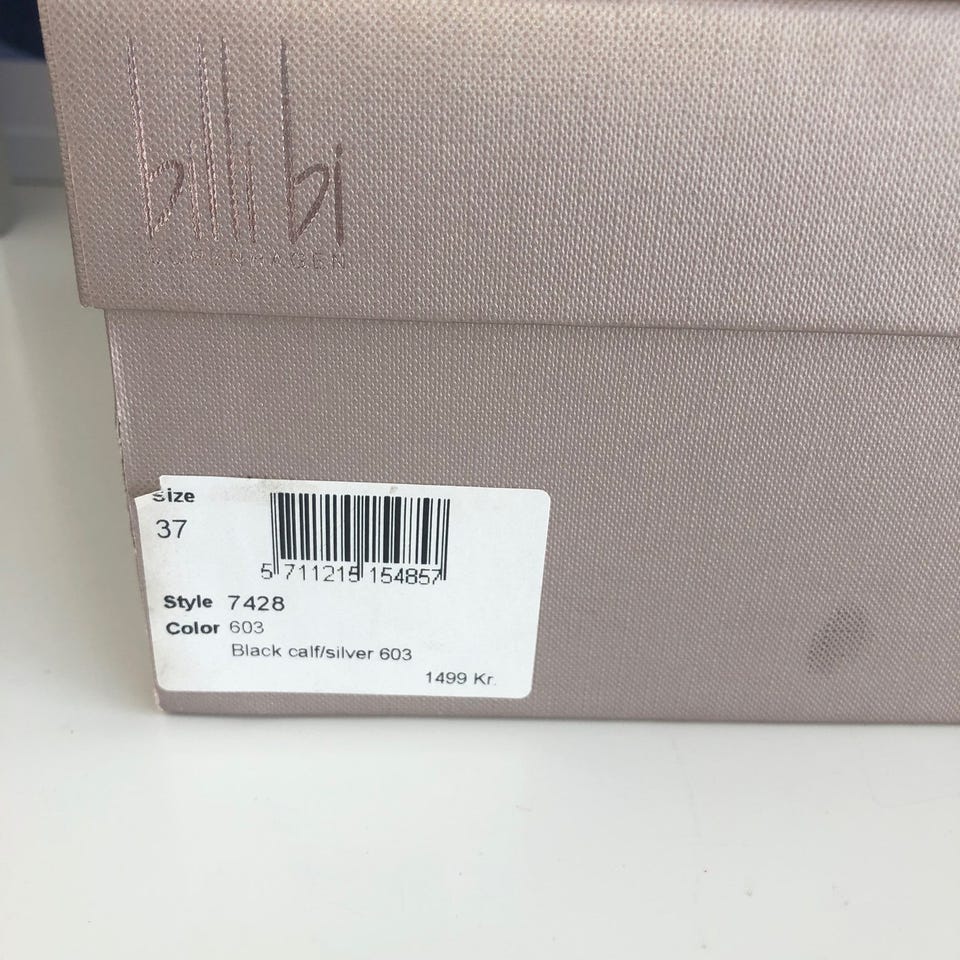 billi bi
COPENHAGEN
Size
37
5 711215 154857
Style 7428
Color 603
Black calf/silver 603
1499 Kr.